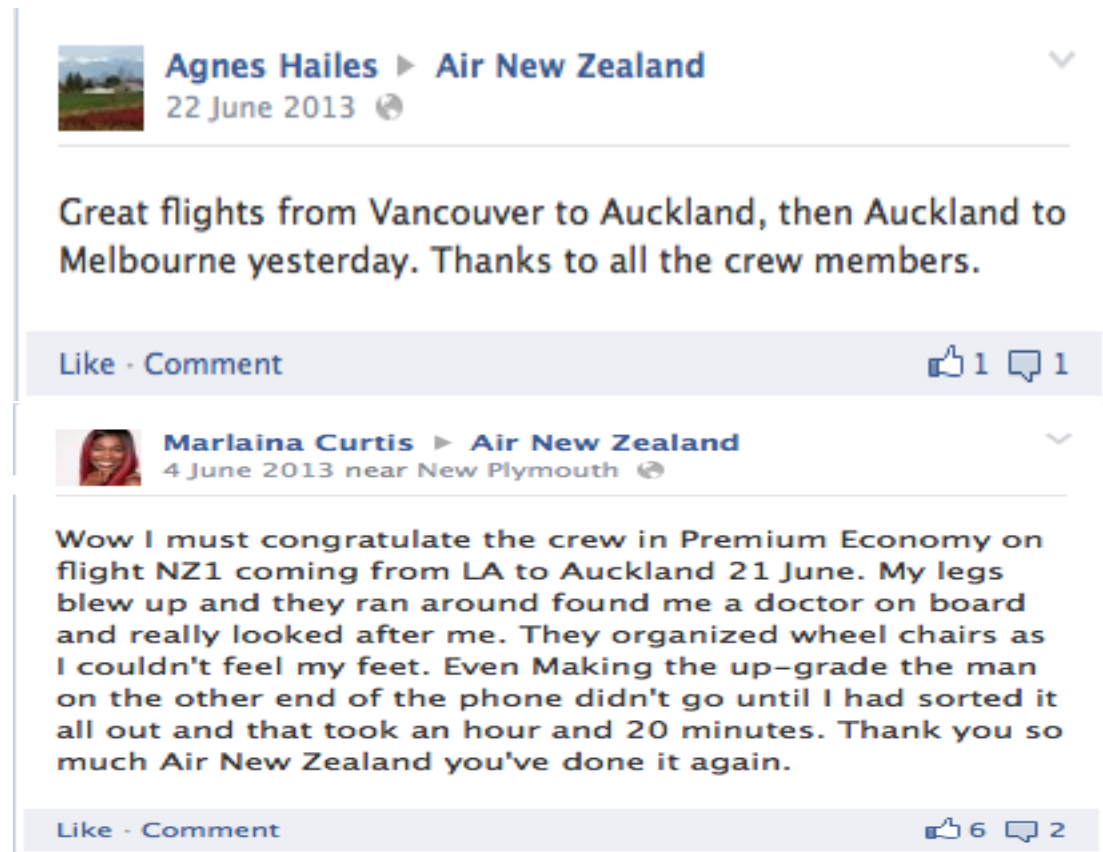 Agnes Hailes ▶ Air New Zealand
22 June 2013
Great flights from Vancouver to Auckland, then Auckland to
Melbourne yesterday. Thanks to all the crew members.
Like · Comment 1 1
Marlaina Curtis ▶ Air New Zealand
4 June 2013 near New Plymouth
Wow I must congratulate the crew in Premium Economy on
flight NZ1 coming from LA to Auckland 21 June. My legs
blew up and they ran around found me a doctor on board
and really looked after me. They organized wheel chairs as
I couldn't feel my feet. Even Making the up-grade the man
on the other end of the phone didn't go until I had sorted it
all out and that took an hour and 20 minutes. Thank you so
much Air New Zealand you've done it again.
Like · Comment 6 2